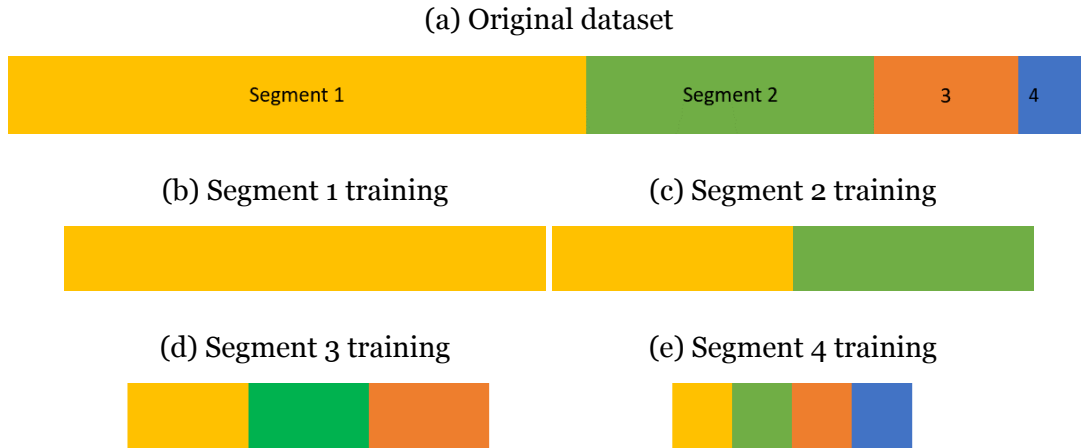 (a) Original dataset
Segment 1 Segment 2 3 4
(b) Segment 1 training (c) Segment 2 training
(d) Segment 3 training (e) Segment 4 training